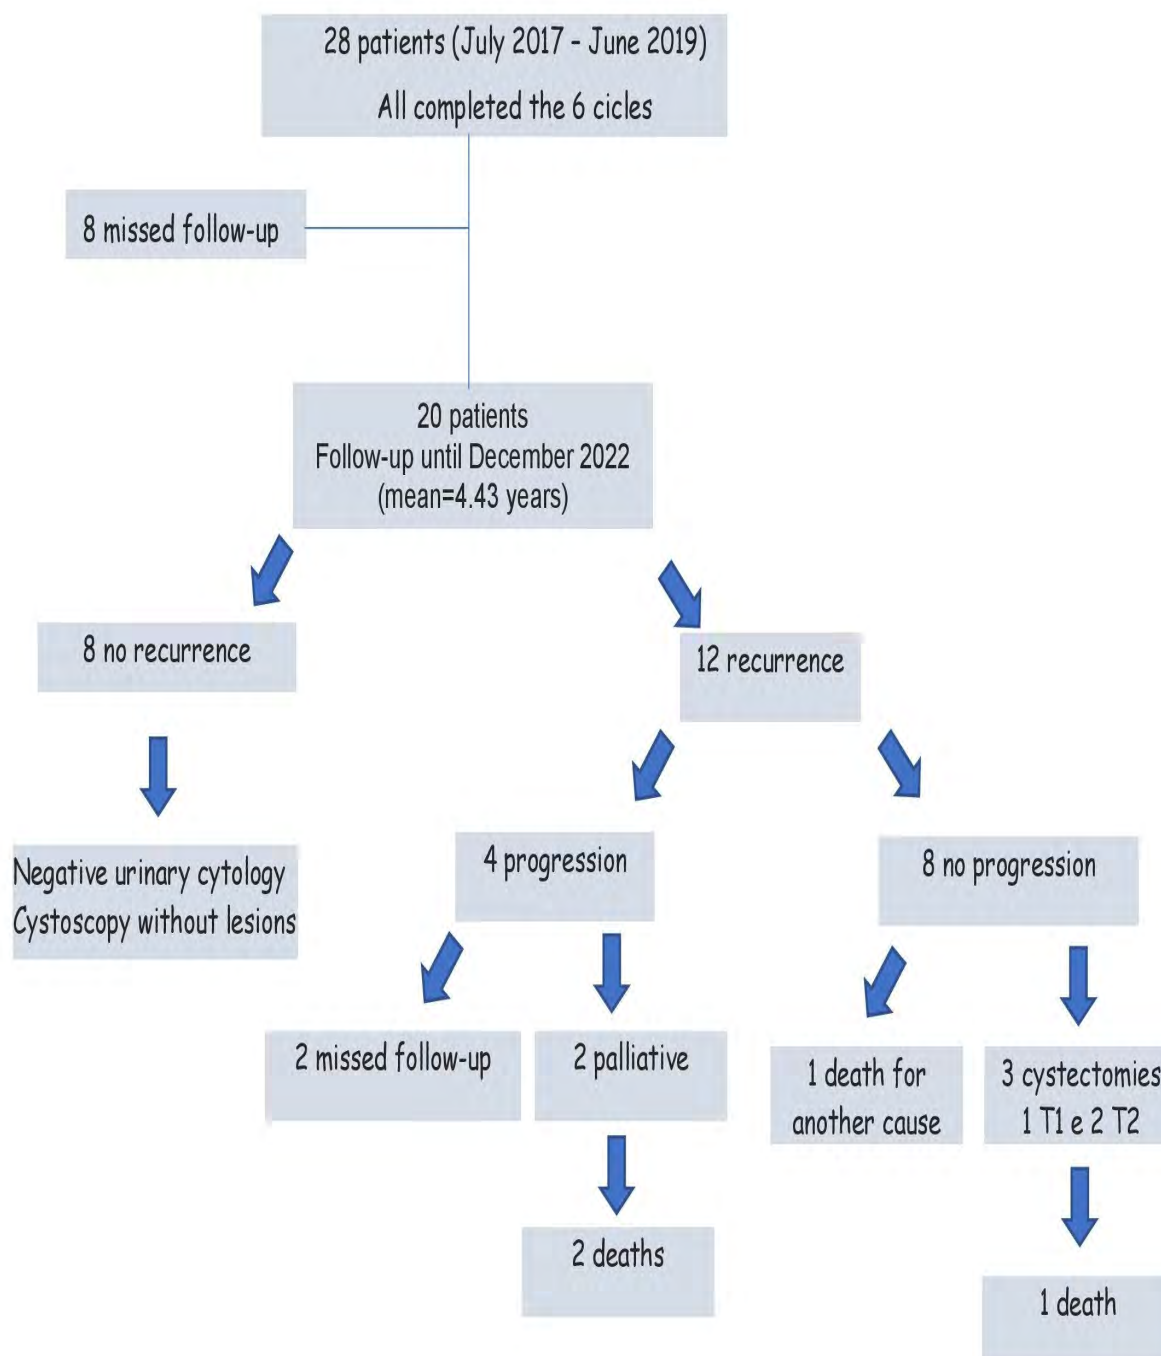 28 patients (July 2017 – June 2019)
All completed the 6 cicles
8 missed follow-up
20 patients
Follow-up until December 2022
(mean=4.43 years)
8 no recurrence
12 recurrence
Negative urinary cytology
Cystoscopy without lesions
4 progression
8 no progression
2 missed follow-up
2 palliative
1 death for
another cause
3 cystectomies
1 T1 e 2 T2
2 deaths
1 death